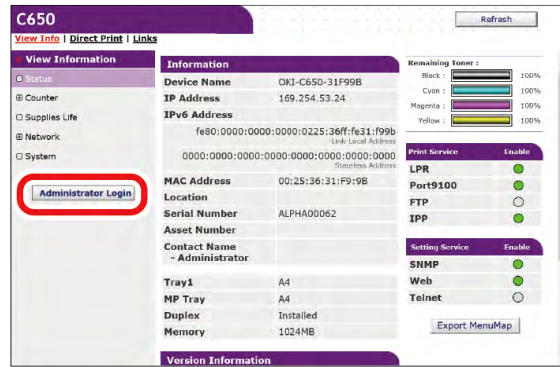 C650
Refresh
View Info | Direct Print | Links
View Information
Status
Counter
Supplies Life
Network
System
Administrator Login
Information
Device Name OKI-C650-31F99B
IP Address 169.254.53.24
IPv6 Address
fe80:0000:0000:0000:0225:36ff:fe31:f99b
Link-Local Address
0000:0000:0000:0000:0000:0000:0000:0000
Stateless Address
MAC Address 00:25:36:31:F9:9B
Location
Serial Number ALPHA00062
Asset Number
Contact Name
- Administrator
Tray1 A4
MP Tray A4
Duplex Installed
Memory 1024MB
Version Information
Remaining Toner :
Black : 100%
Cyan : 100%
Magenta : 100%
Yellow : 100%
Print Service Enable
LPR
Port9100
FTP
IPP
Setting Service Enable
SNMP
Web
Telnet
Export MenuMap